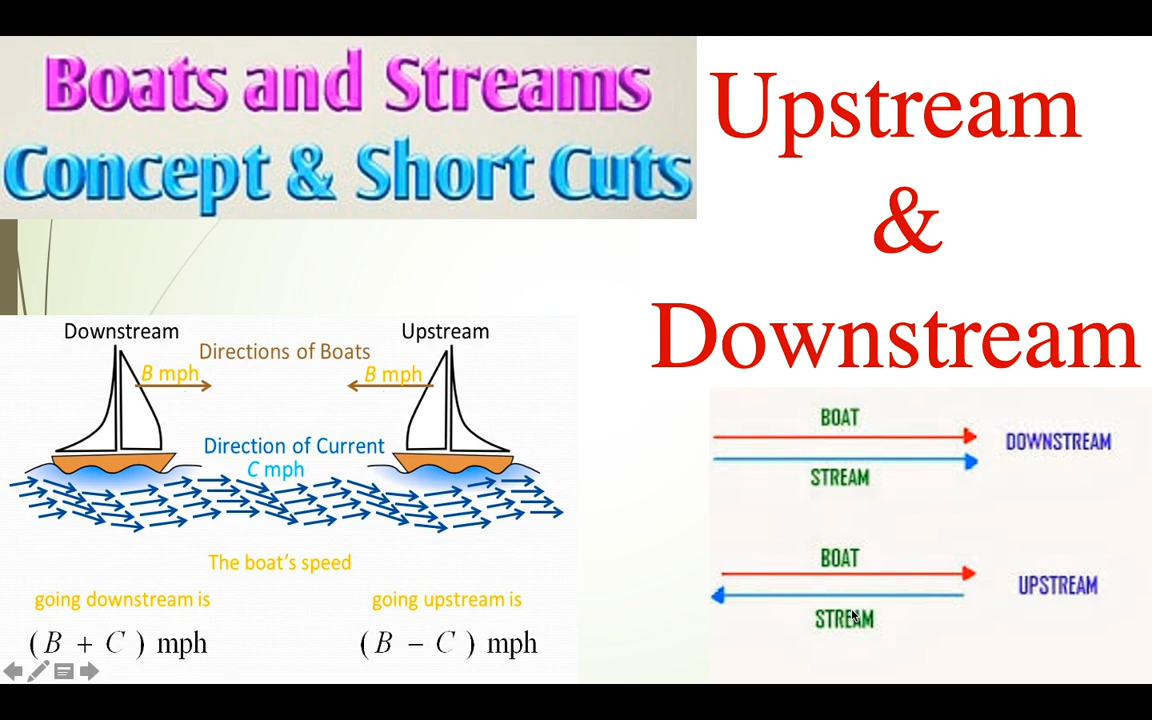 Boats and Streams
Concept & Short Cuts
Upstream
&
Downstream
Downstream
Upstream
Directions of Boats
B mph
B mph
Direction of Current
C mph
The boat's speed
going downstream is
going upstream is
( B + C ) mph
( B − C ) mph
BOAT
DOWNSTREAM
STREAM
BOAT
UPSTREAM
STREAM